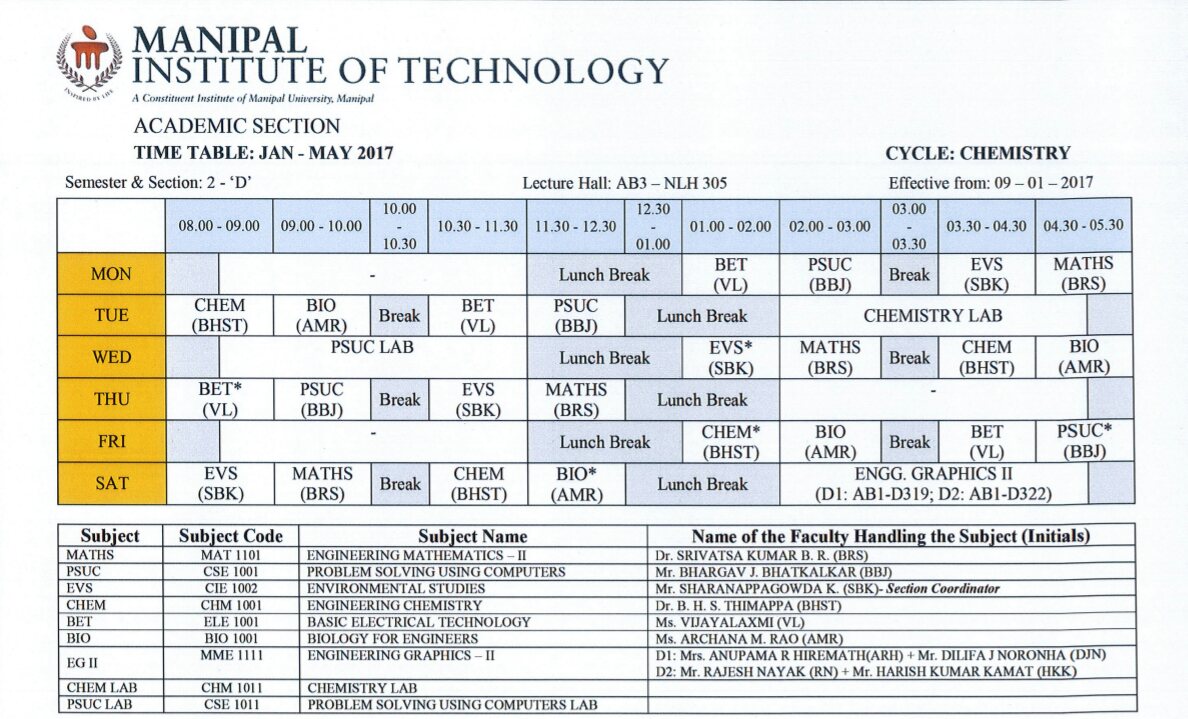 MANIPAL
INSTITUTE OF TECHNOLOGY
INSPIRED BY LIFE
A Constituent Institute of Manipal University, Manipal
ACADEMIC SECTION
TIME TABLE: JAN - MAY 2017 CYCLE: CHEMISTRY
Semester & Section: 2 - ‘D’ Lecture Hall: AB3 – NLH 305 Effective from: 09 – 01 – 2017
08.00 - 09.00 09.00 - 10.00 10.00 - 10.30 10.30 - 11.30 11.30 - 12.30 12.30 - 01.00 01.00 - 02.00 02.00 - 03.00 03.00 - 03.30 03.30 - 04.30 04.30 - 05.30
MON - Lunch Break BET (VL) PSUC (BBJ) Break EVS (SBK) MATHS (BRS)
TUE CHEM (BHST) BIO (AMR) Break BET (VL) PSUC (BBJ) Lunch Break CHEMISTRY LAB
WED PSUC LAB Lunch Break EVS* (SBK) MATHS (BRS) Break CHEM (BHST) BIO (AMR)
THU BET* (VL) PSUC (BBJ) Break EVS (SBK) MATHS (BRS) Lunch Break -
FRI - Lunch Break CHEM* (BHST) BIO (AMR) Break BET (VL) PSUC* (BBJ)
SAT EVS (SBK) MATHS (BRS) Break CHEM (BHST) BIO* (AMR) Lunch Break ENGG. GRAPHICS II (D1: AB1-D319; D2: AB1-D322)
Subject Subject Code Subject Name Name of the Faculty Handling the Subject (Initials)
MATHS MAT 1101 ENGINEERING MATHEMATICS – II Dr. SRIVATSA KUMAR B. R. (BRS)
PSUC CSE 1001 PROBLEM SOLVING USING COMPUTERS Mr. BHARGAV J. BHATKALKAR (BBJ)
EVS CIE 1002 ENVIRONMENTAL STUDIES Mr. SHARANAPPAGOWDA K. (SBK)- Section Coordinator
CHEM CHM 1001 ENGINEERING CHEMISTRY Dr. B. H. S. THIMAPPA (BHST)
BET ELE 1001 BASIC ELECTRICAL TECHNOLOGY Ms. VIJAYALAXMI (VL)
BIO BIO 1001 BIOLOGY FOR ENGINEERS Ms. ARCHANA M. RAO (AMR)
EG II MME 1111 ENGINEERING GRAPHICS – II D1: Mrs. ANUPAMA R HIREMATH(ARH) + Mr. DILIFA J NORONHA (DJN)
D2: Mr. RAJESH NAYAK (RN) + Mr. HARISH KUMAR KAMAT (HKK)
CHEM LAB CHM 1011 CHEMISTRY LAB
PSUC LAB CSE 1011 PROBLEM SOLVING USING COMPUTERS LAB